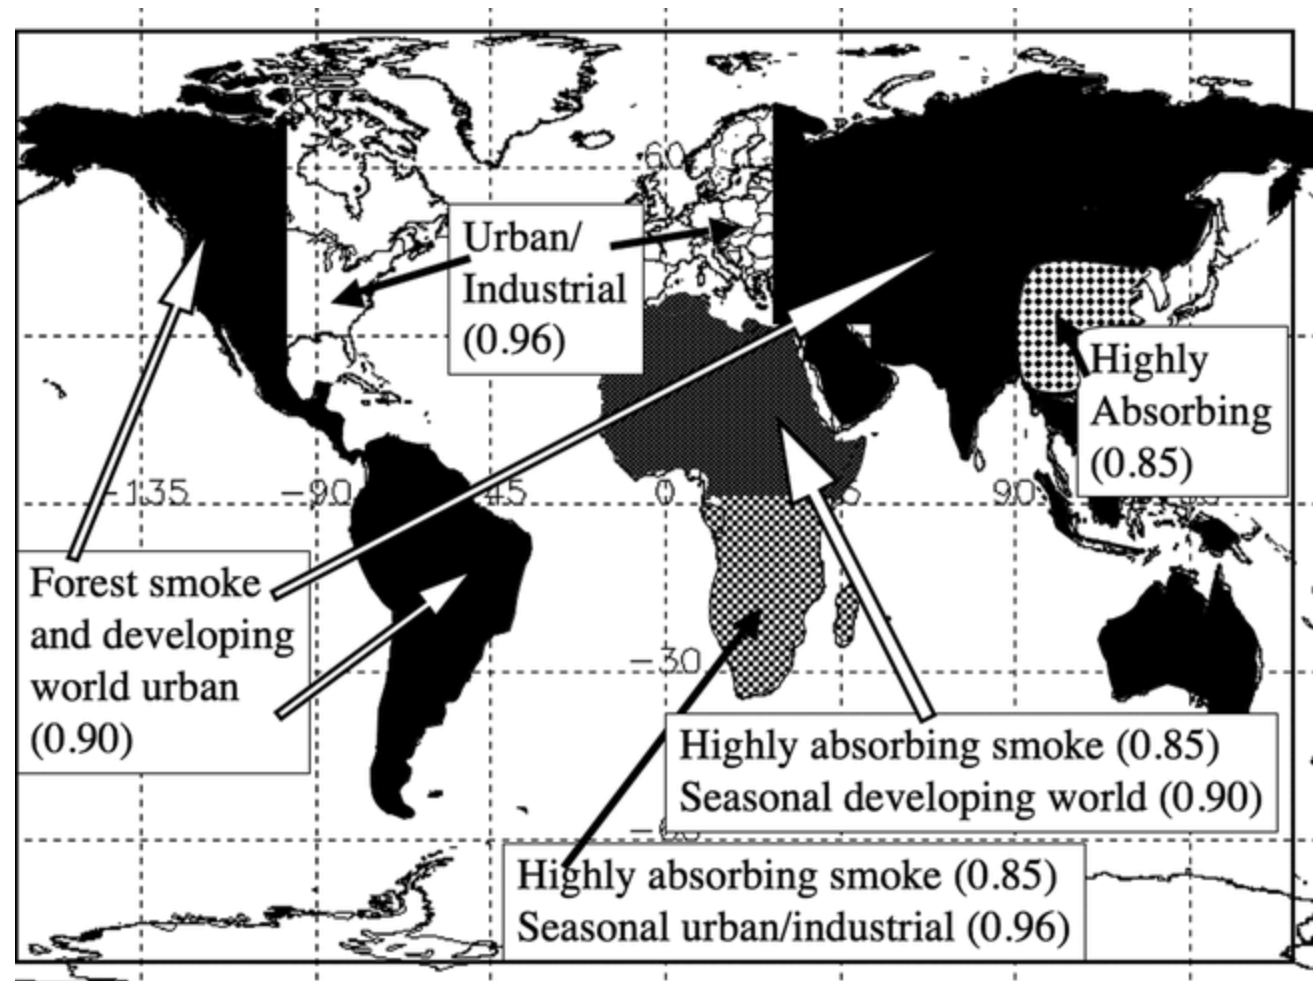 60
Urban/
Industrial
(0.96)
Highly
Absorbing
(0.85)
-135
-90
45
0
90
Forest smoke
and developing
world urban
(0.90)
-30
Highly absorbing smoke (0.85)
Seasonal developing world (0.90)
-60
Highly absorbing smoke (0.85)
Seasonal urban/industrial (0.96)